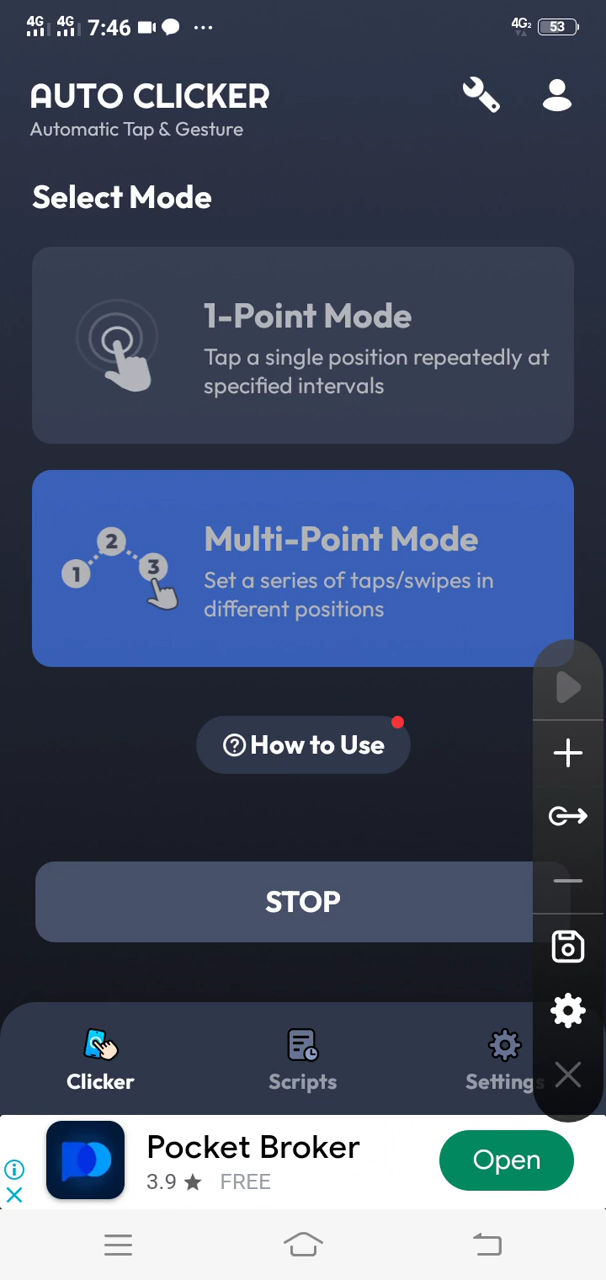 4G 4G 7:46 ... 4G2 53
AUTO CLICKER
Automatic Tap & Gesture
Select Mode
1-Point Mode
Tap a single position repeatedly at
specified intervals
1 2 3
Multi-Point Mode
Set a series of taps/swipes in
different positions
? How to Use
STOP
Clicker Scripts Settings
Pocket Broker
3.9 ★ FREE
Open